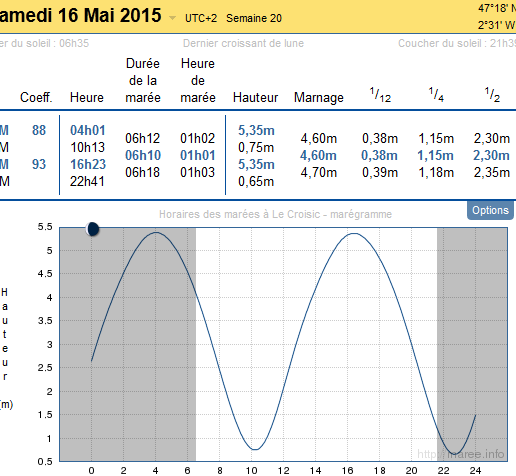 amedi 16 Mai 2015 UTC+2 Semaine 20
47°18' N
2°31' W
er du soleil : 06h35 Dernier croissant de lune Coucher du soleil : 21h39
Durée de la marée
Heure de marée
Coeff. Heure Hauteur Marnage 1/12 1/4 1/2
M 88 04h01 5,35m
06h12 01h02 4,60m 0,38m 1,15m 2,30m
M 10h13 0,75m
06h10 01h01 4,60m 0,38m 1,15m 2,30m
M 93 16h23 5,35m
06h18 01h03 4,70m 0,39m 1,18m 2,35m
M 22h41 0,65m
Options
Horaires des marées à Le Croisic - marégramme
5.5
5
4.5
4
3.5
3
2.5
2
1.5
1
0.5
Hauteur
(m)
http://maree.info
0 2 4 6 8 10 12 14 16 18 20 22 24